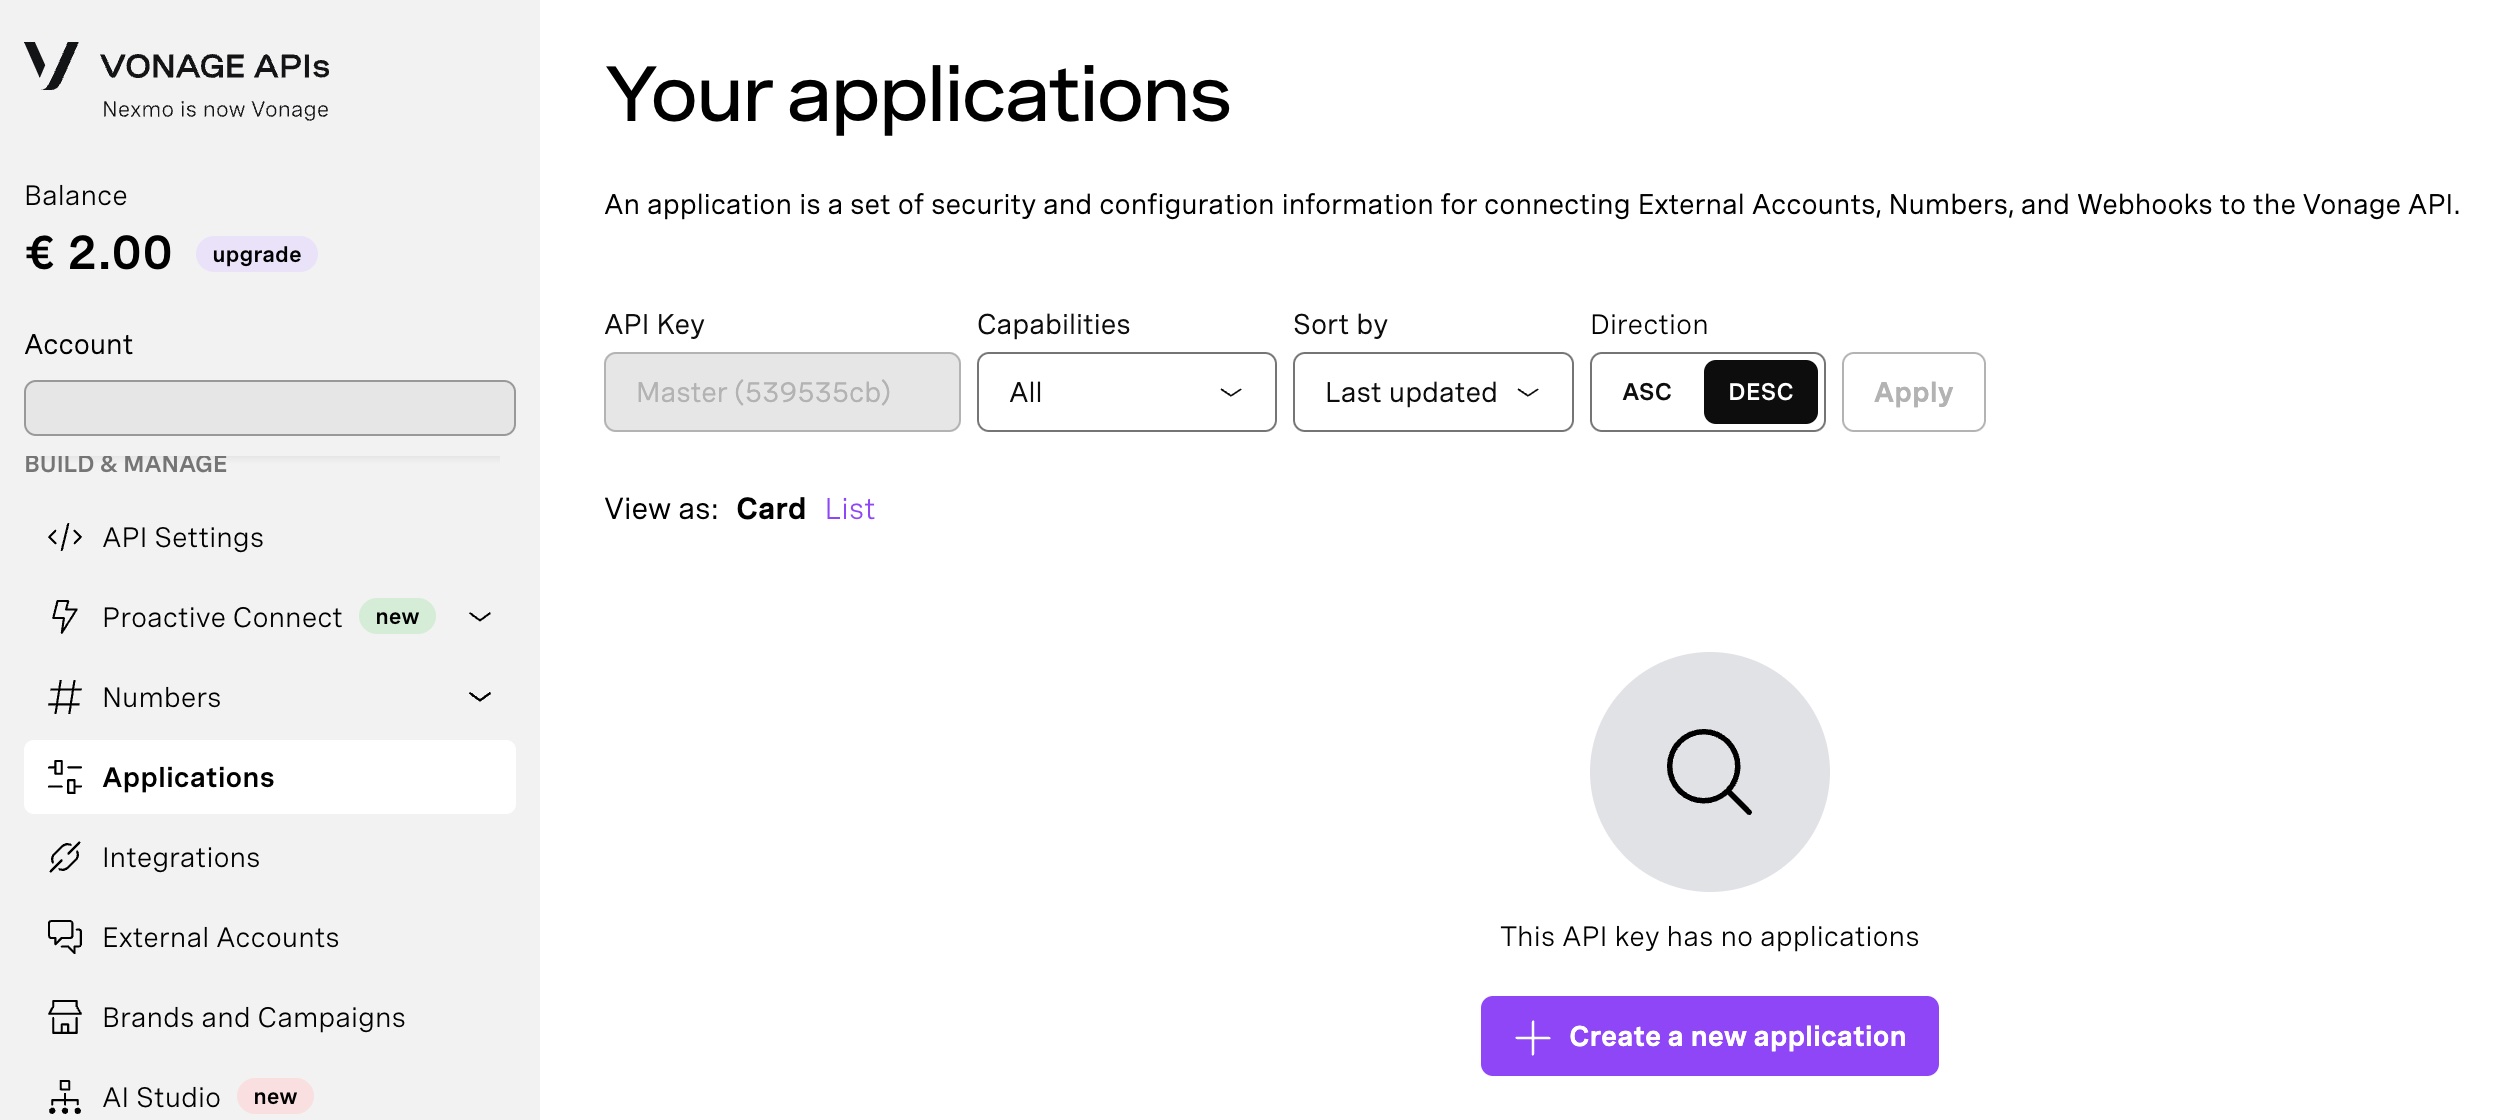 VONAGE APIs
Nexmo is now Vonage
Balance
€ 2.00 upgrade
Account
BUILD & MANAGE
</> API Settings
Proactive Connect new
Numbers
Applications
Integrations
External Accounts
Brands and Campaigns
AI Studio new
Your applications
An application is a set of security and configuration information for connecting External Accounts, Numbers, and Webhooks to the Vonage API.
API Key Capabilities Sort by Direction
Master (539535cb) All Last updated ASC DESC Apply
View as: Card List
This API key has no applications
Create a new application